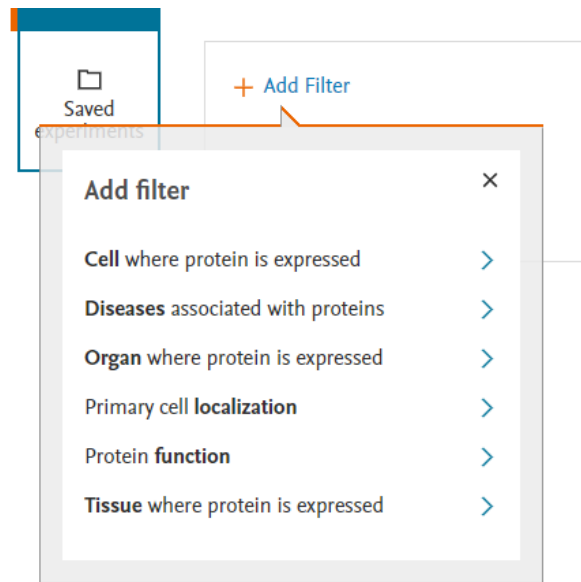 Saved
experiments
+ Add Filter
Add filter
Cell where protein is expressed
Diseases associated with proteins
Organ where protein is expressed
Primary cell localization
Protein function
Tissue where protein is expressed